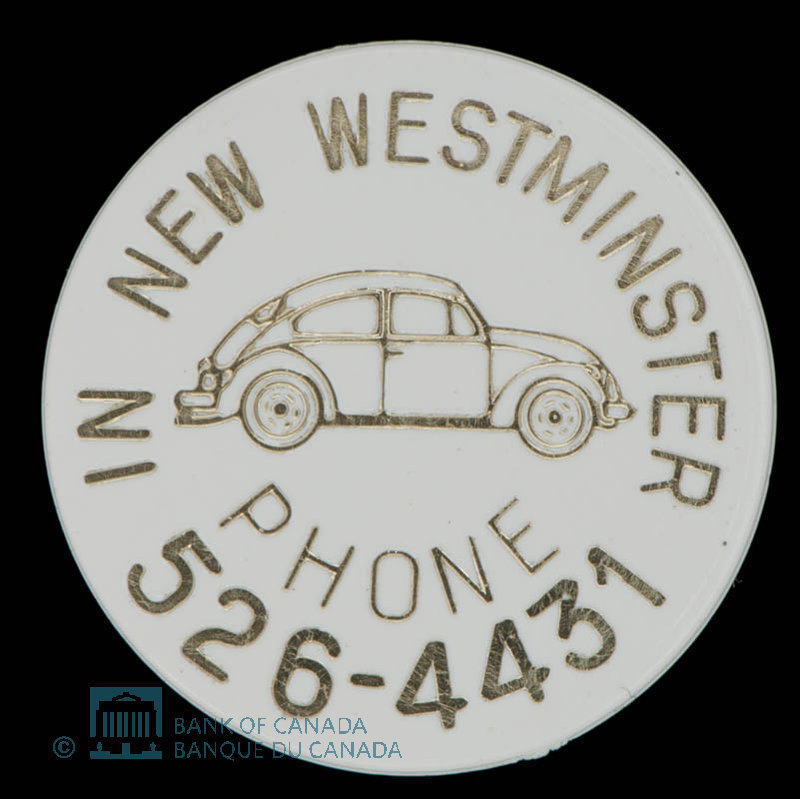 IN NEW WESTMINSTER
PHONE
526-4431
© BANK OF CANADA
BANQUE DU CANADA